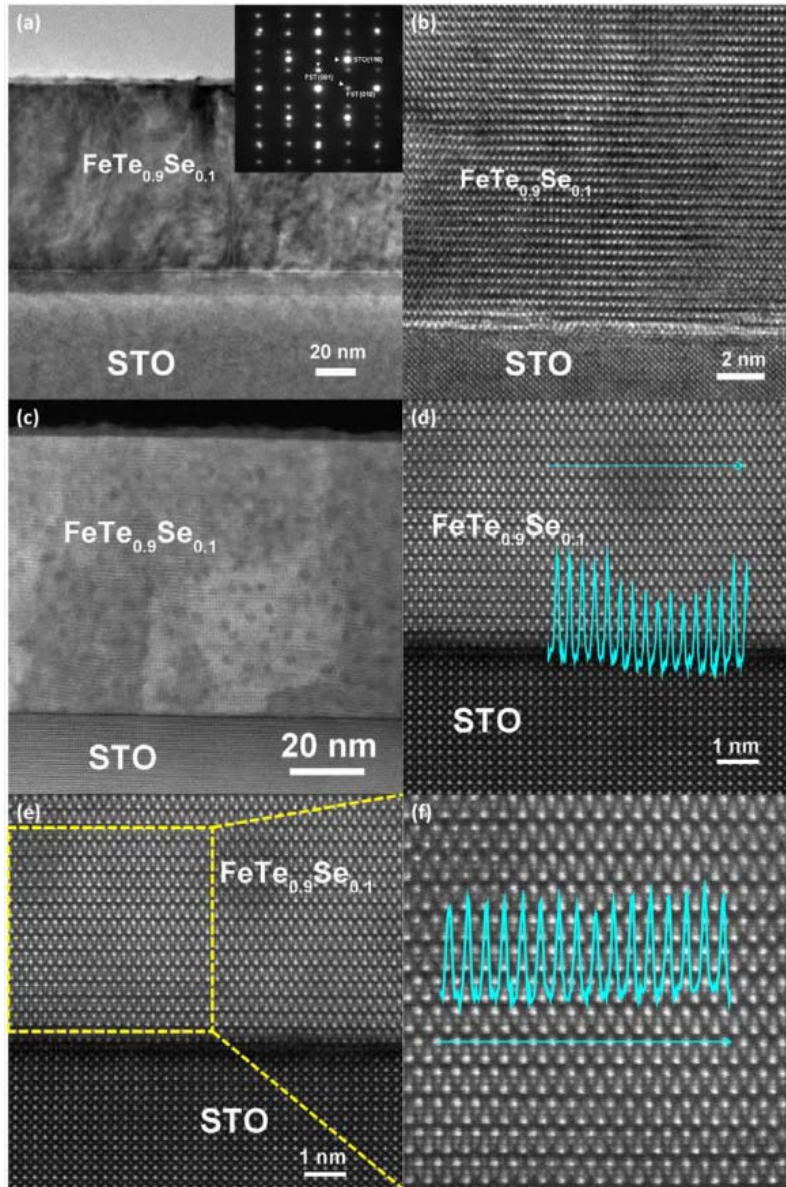 (a)
STO(110)
FST(001)
FST(010)
FeTe0.9Se0.1
STO
20 nm
(b)
FeTe0.9Se0.1
STO
2 nm
(c)
FeTe0.9Se0.1
STO
20 nm
(d)
FeTe0.9Se0.1
STO
1 nm
(e)
FeTe0.9Se0.1
STO
1 nm
(f)